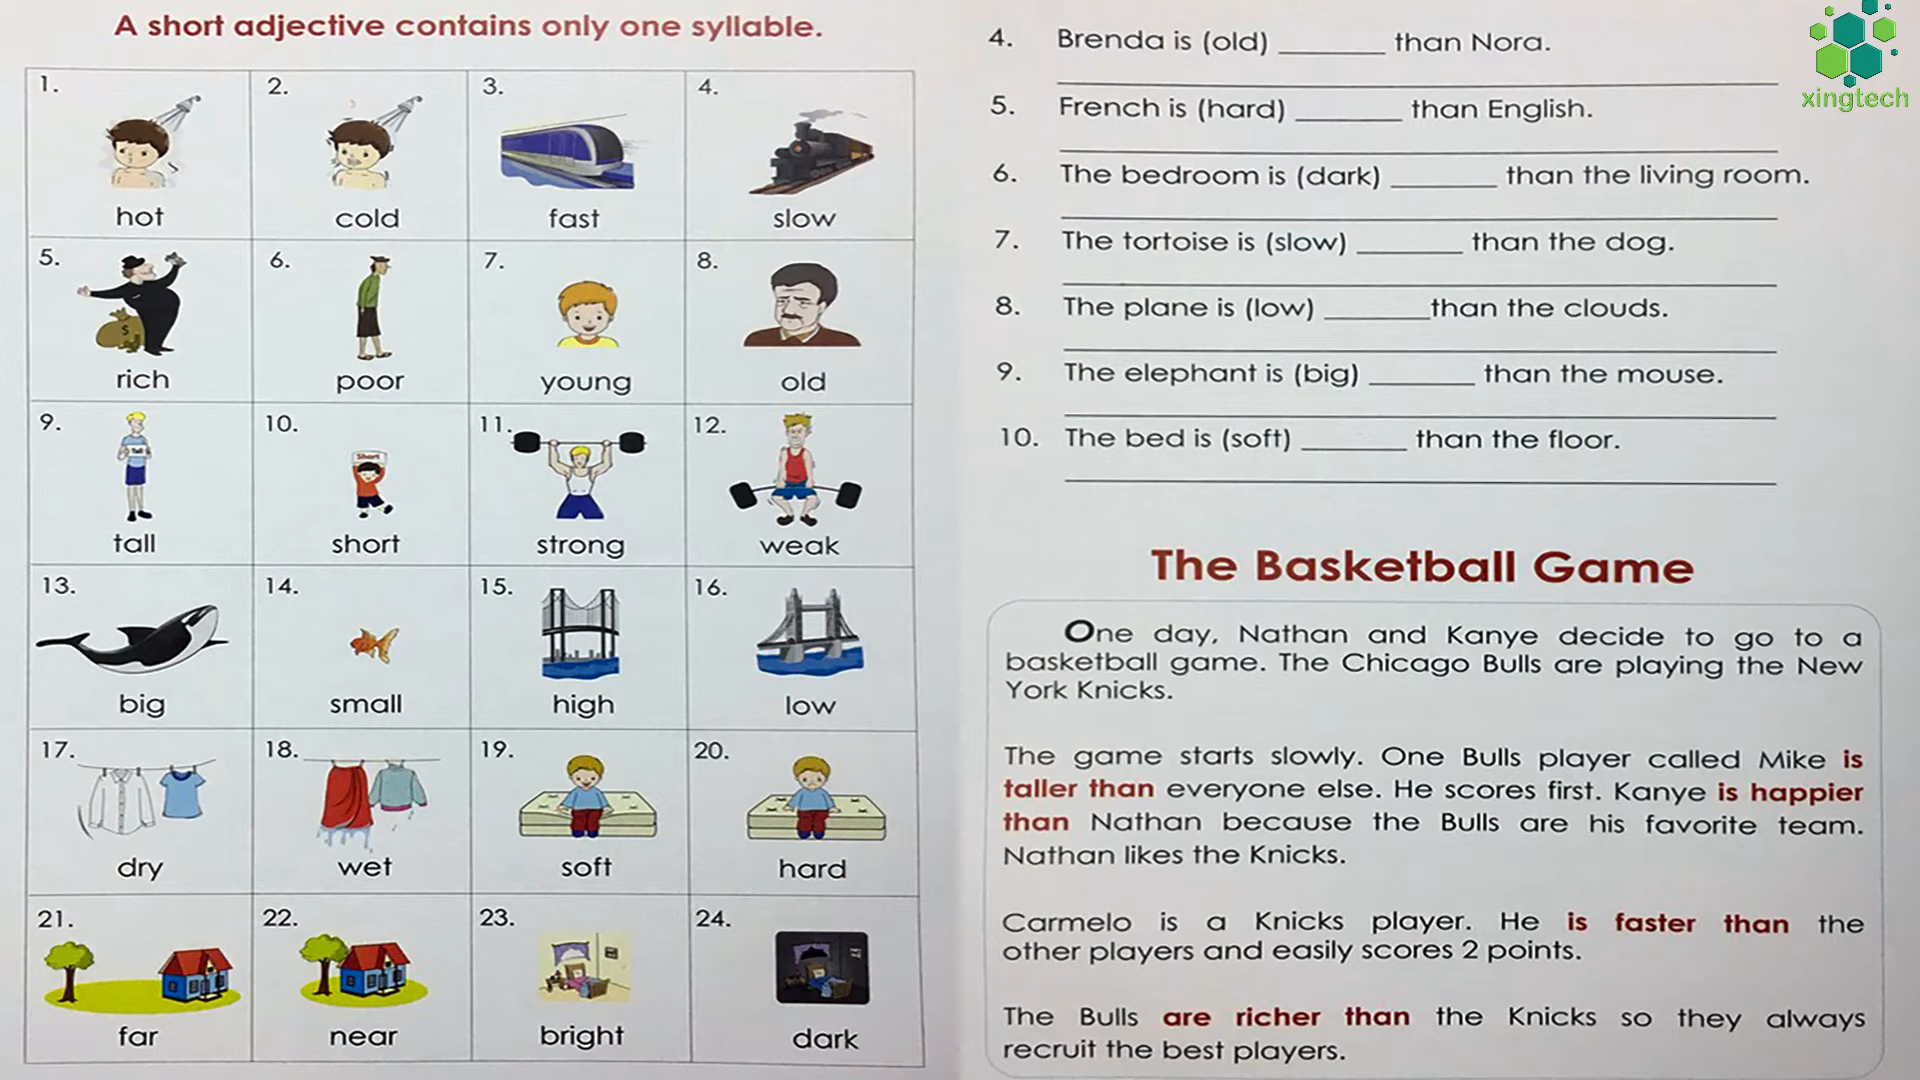 A short adjective contains only one syllable.
1. 2. 3. 4.
hot cold fast slow
5. 6. 7. 8.
$
rich poor young old
9. 10. 11. 12.
Tall
Short
tall short strong weak
13. 14. 15. 16.
big small high low
17. 18. 19. 20.
dry wet soft hard
21. 22. 23. 24.
far near bright dark
4. Brenda is (old) ________ than Nora.
5. French is (hard) ________ than English.
6. The bedroom is (dark) ________ than the living room.
7. The tortoise is (slow) ________ than the dog.
8. The plane is (low) ________than the clouds.
9. The elephant is (big) ________ than the mouse.
10. The bed is (soft) ________ than the floor.
The Basketball Game
One day, Nathan and Kanye decide to go to a
basketball game. The Chicago Bulls are playing the New
York Knicks.
The game starts slowly. One Bulls player called Mike is
taller than everyone else. He scores first. Kanye is happier
than Nathan because the Bulls are his favorite team.
Nathan likes the Knicks.
Carmelo is a Knicks player. He is faster than the
other players and easily scores 2 points.
The Bulls are richer than the Knicks so they always
recruit the best players.
xingtech